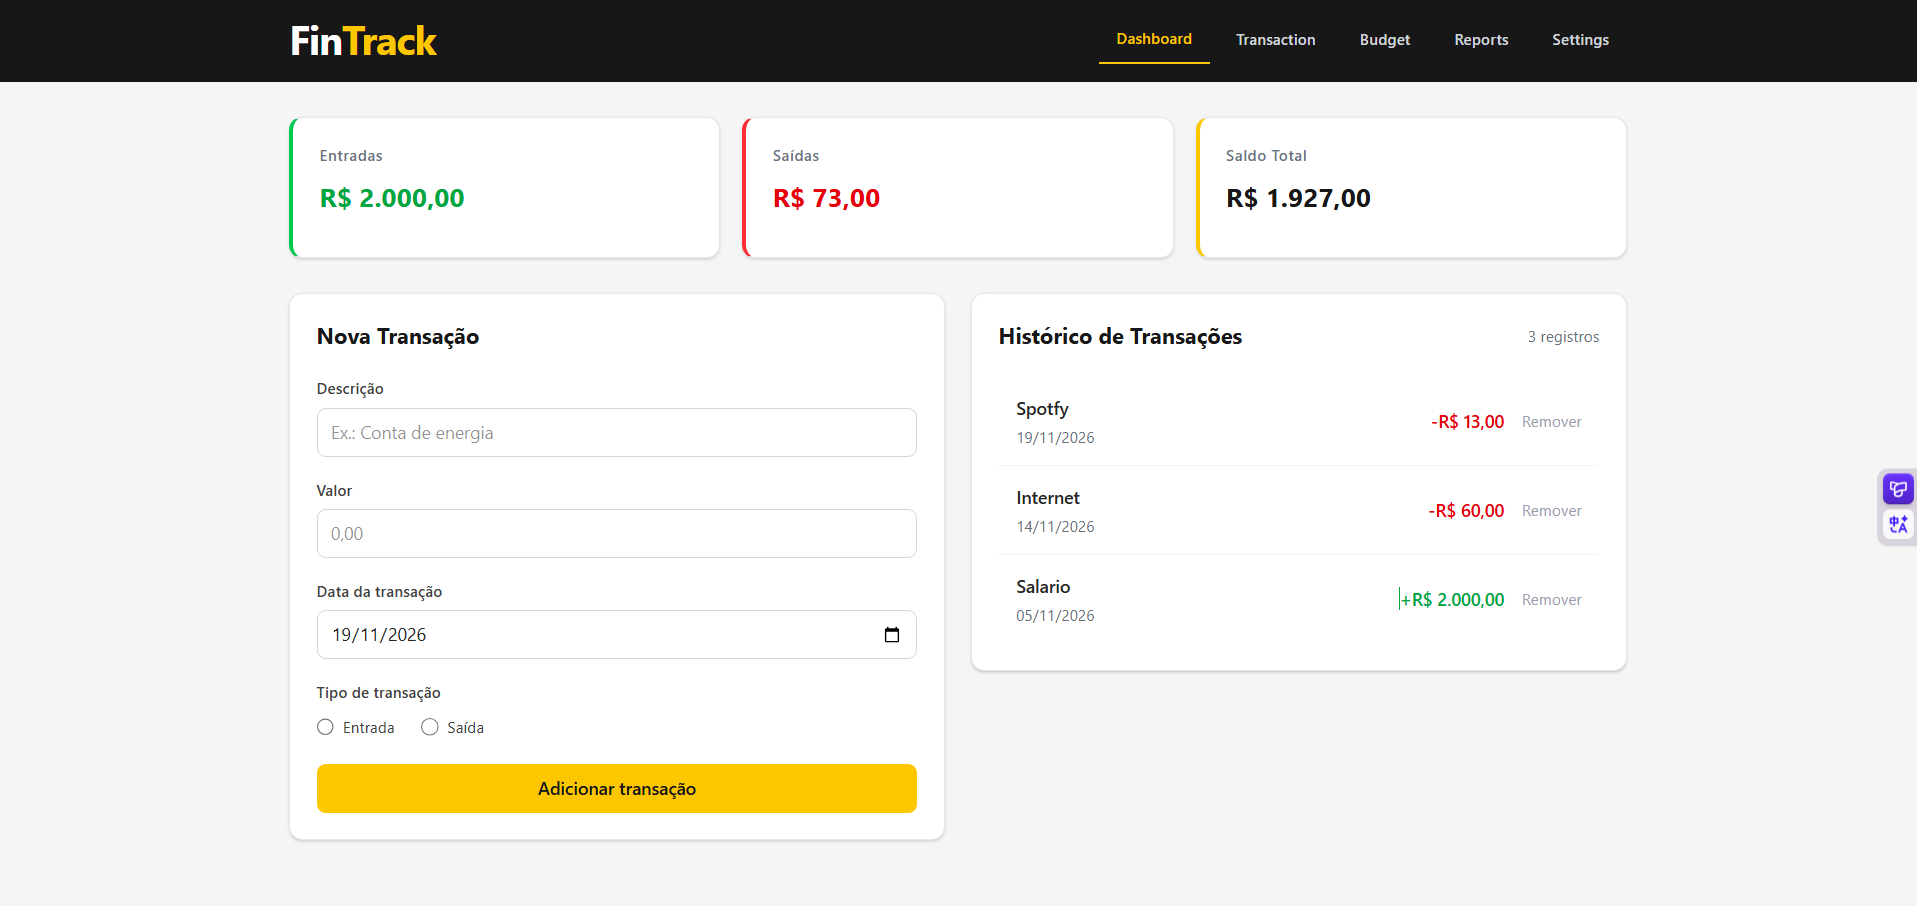 FinTrack
Dashboard Transaction Budget Reports Settings
Entradas
R$ 2.000,00
Saídas
R$ 73,00
Saldo Total
R$ 1.927,00
Nova Transação
Descrição
Ex.: Conta de energia
Valor
0,00
Data da transação
19/11/2026
Tipo de transação
Entrada Saída
Adicionar transação
Histórico de Transações 3 registros
Spotfy
19/11/2026
-R$ 13,00 Remover
Internet
14/11/2026
-R$ 60,00 Remover
Salario
05/11/2026
+R$ 2.000,00 Remover
中A